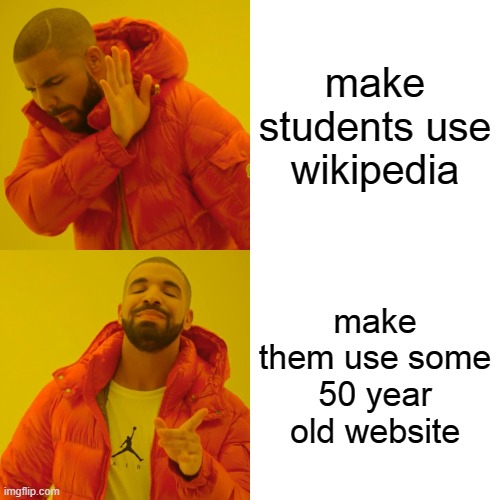 make
students use
wikipedia
make
them use some
50 year
old website
imgflip.com